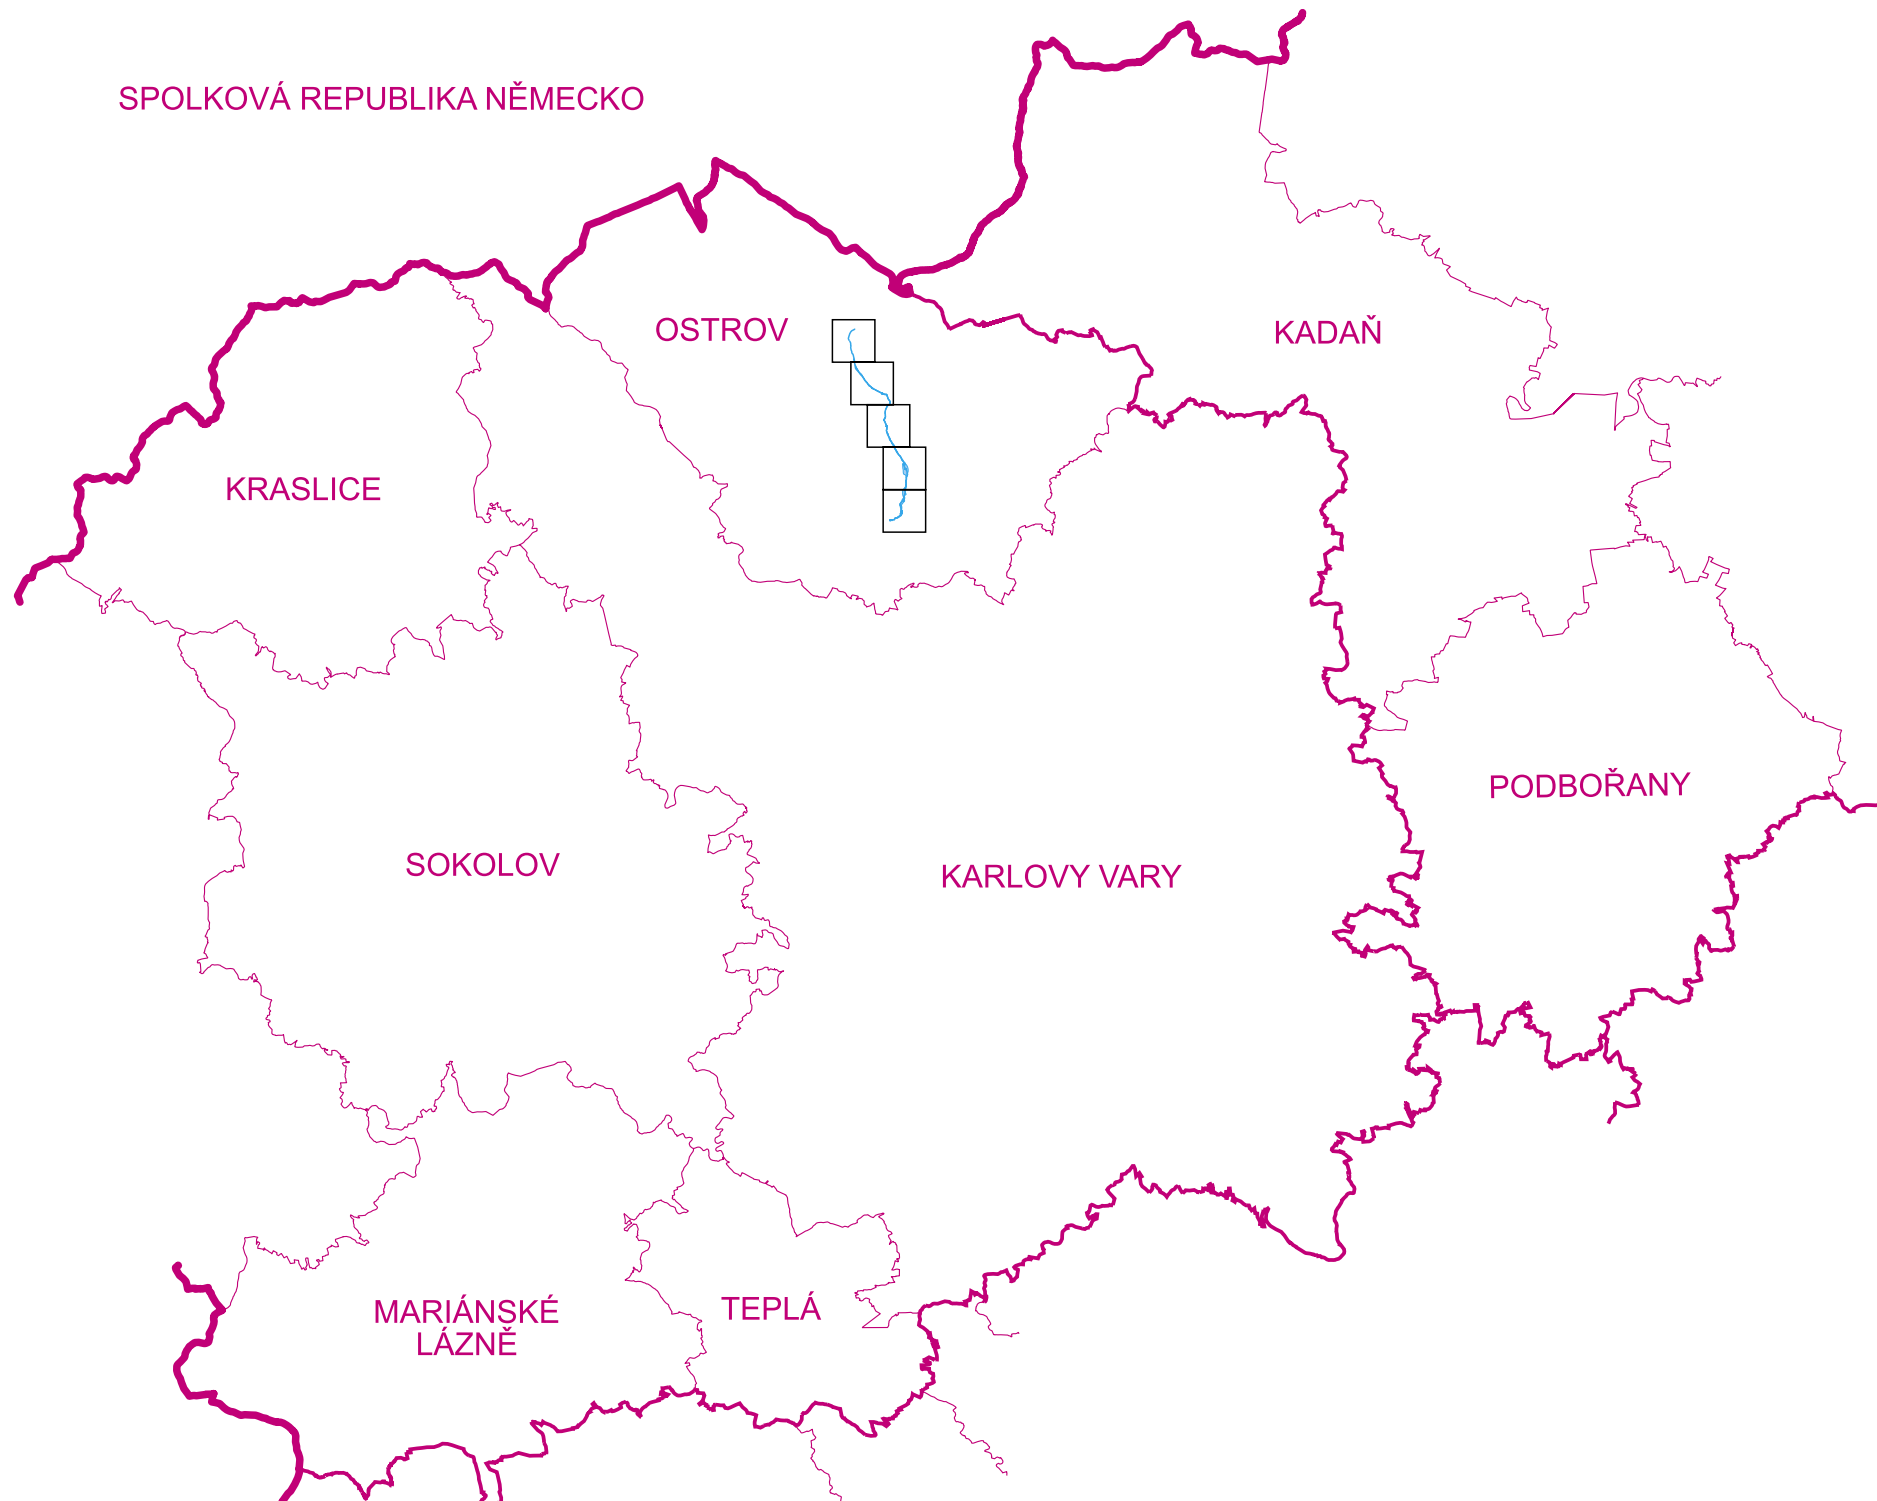 SPOLKOVÁ REPUBLIKA NĚMECKO
OSTROV
KADAŇ
KRASLICE
PODBOŘANY
SOKOLOV
KARLOVY VARY
MARIÁNSKÉ
LÁZNĚ
TEPLÁ